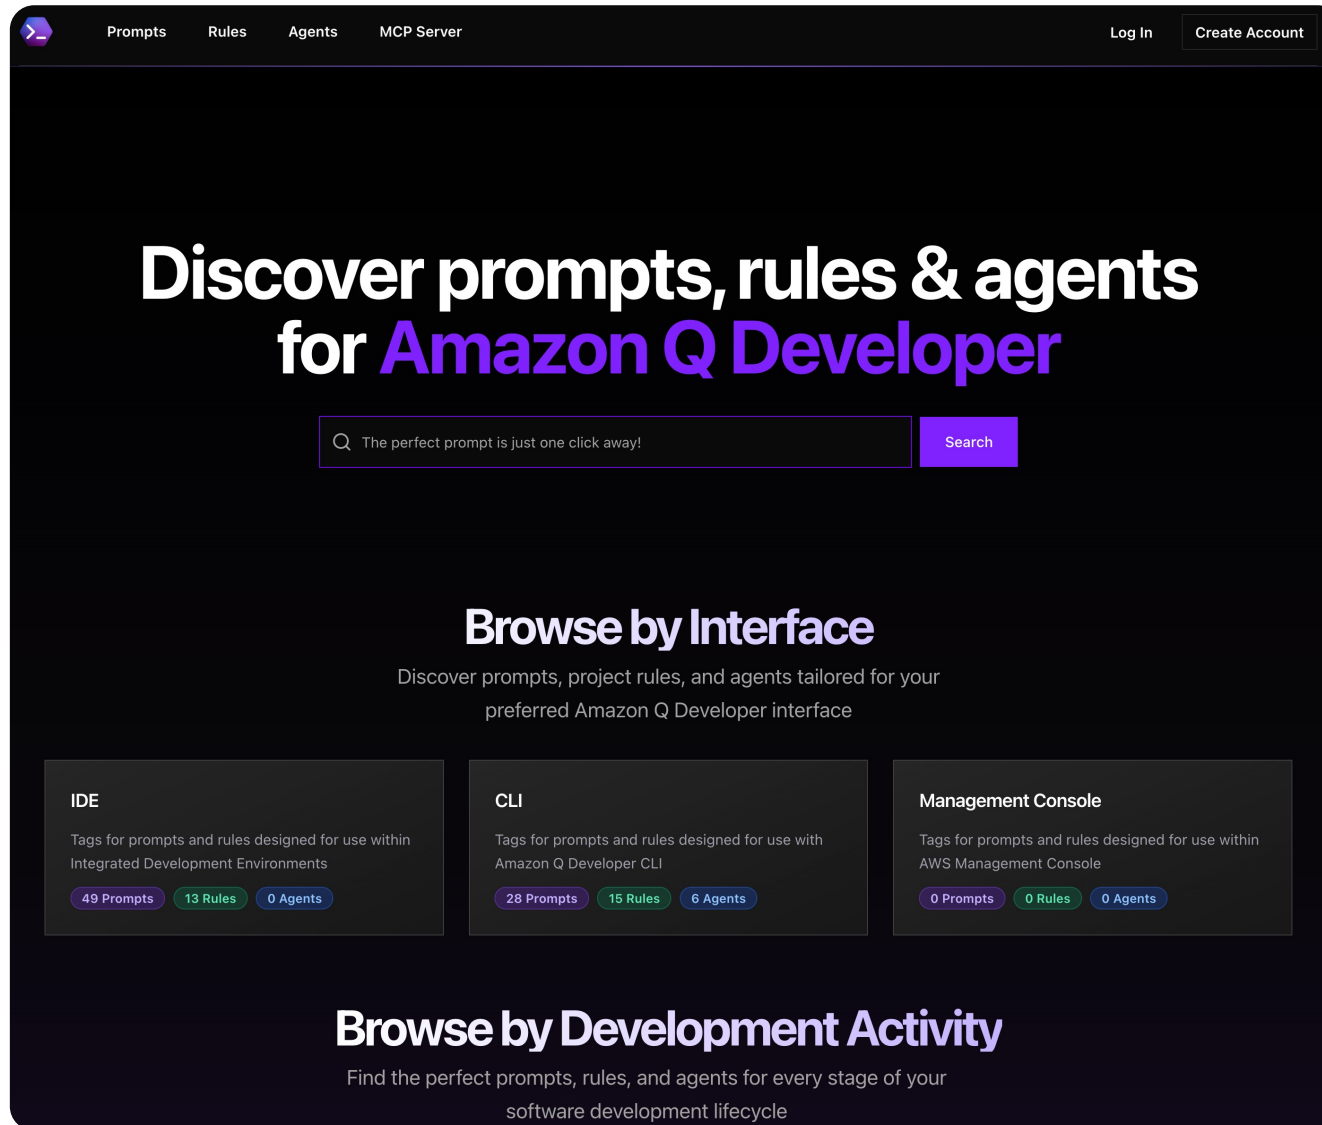 Prompts Rules Agents MCP Server Log In Create Account
Discover prompts, rules & agents
for Amazon Q Developer
The perfect prompt is just one click away! Search
Browse by Interface
Discover prompts, project rules, and agents tailored for your
preferred Amazon Q Developer interface
IDE
Tags for prompts and rules designed for use within
Integrated Development Environments
49 Prompts 13 Rules 0 Agents
CLI
Tags for prompts and rules designed for use with
Amazon Q Developer CLI
28 Prompts 15 Rules 6 Agents
Management Console
Tags for prompts and rules designed for use within
AWS Management Console
0 Prompts 0 Rules 0 Agents
Browse by Development Activity
Find the perfect prompts, rules, and agents for every stage of your
software development lifecycle